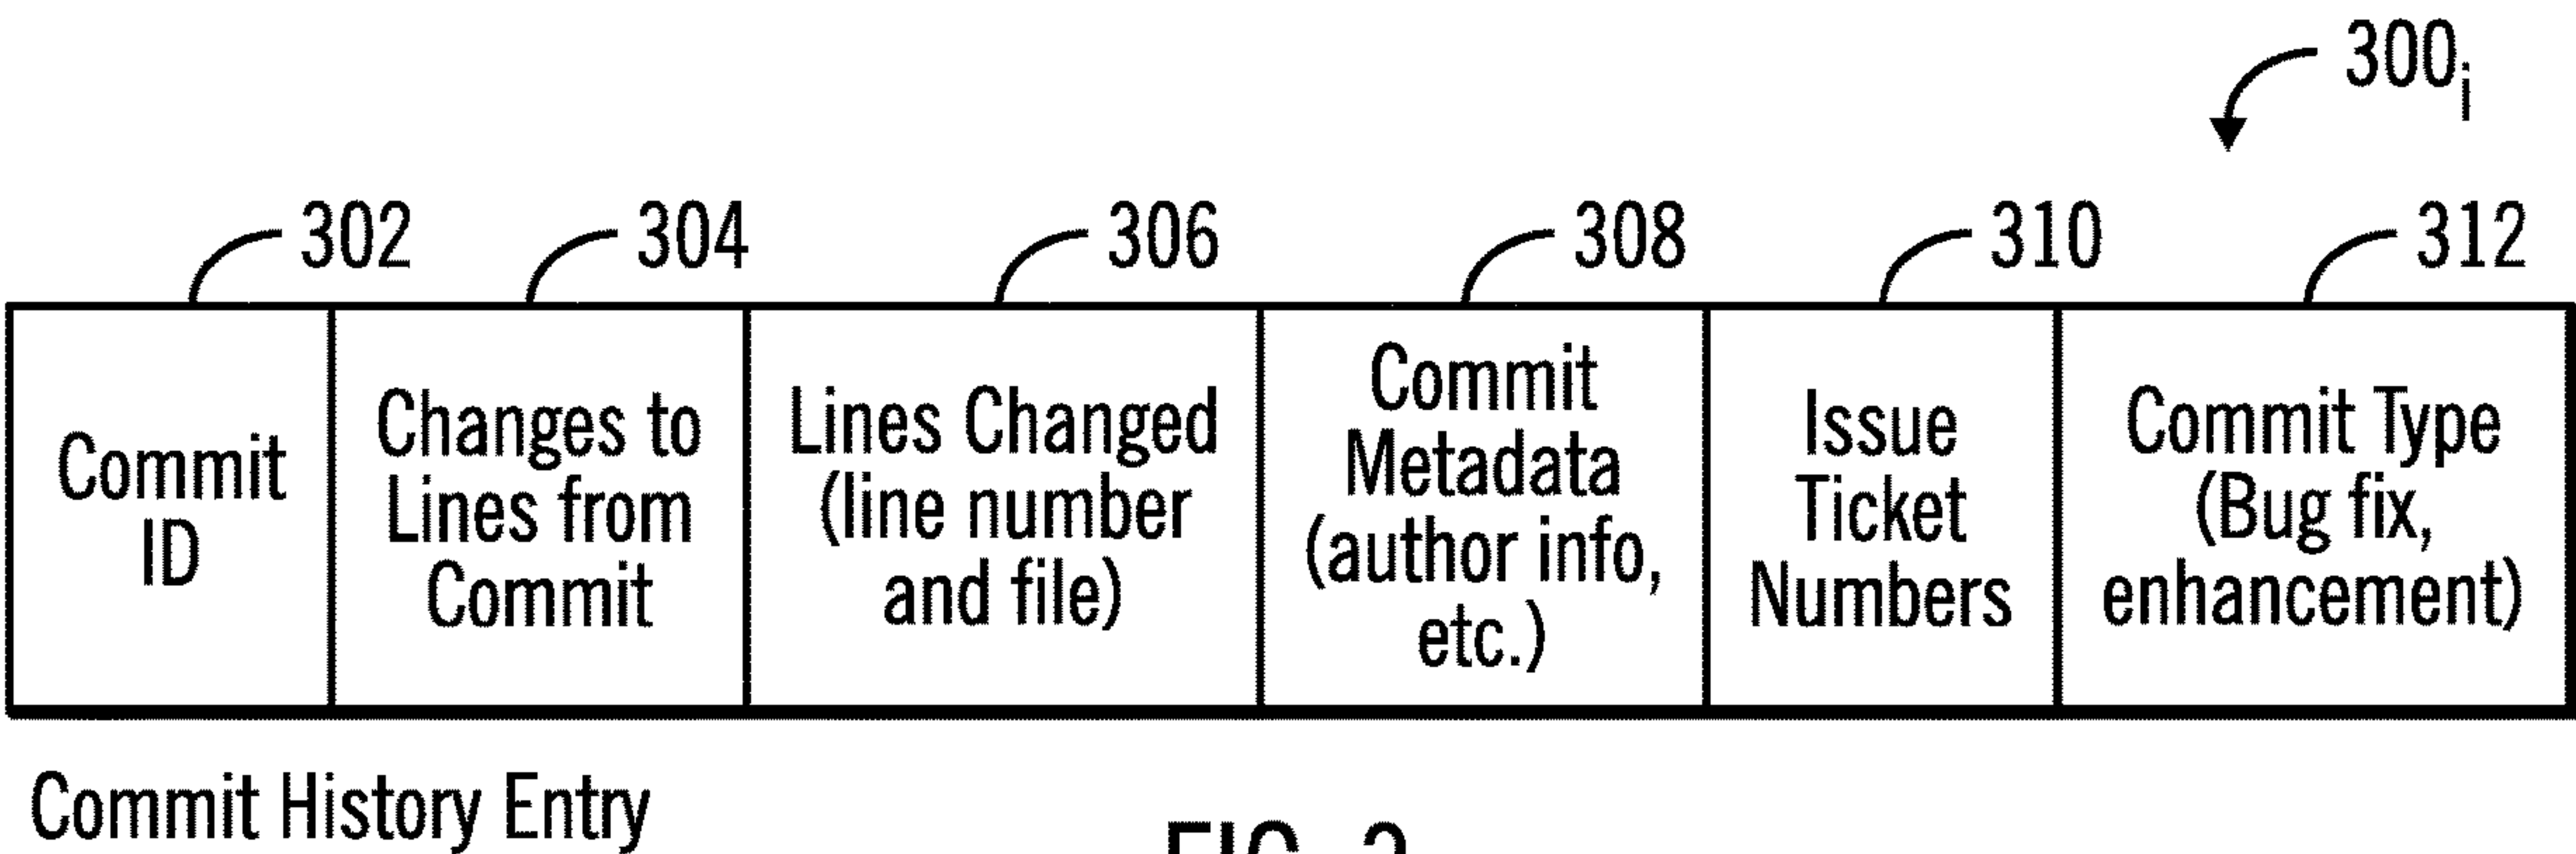 300i
302
304
306
308
310
312
Commit
ID
Changes to
Lines from
Commit
Lines Changed
(line number
and file)
Commit
Metadata
(author info,
etc.)
Issue
Ticket
Numbers
Commit Type
(Bug fix,
enhancement)
Commit History Entry
FIG.